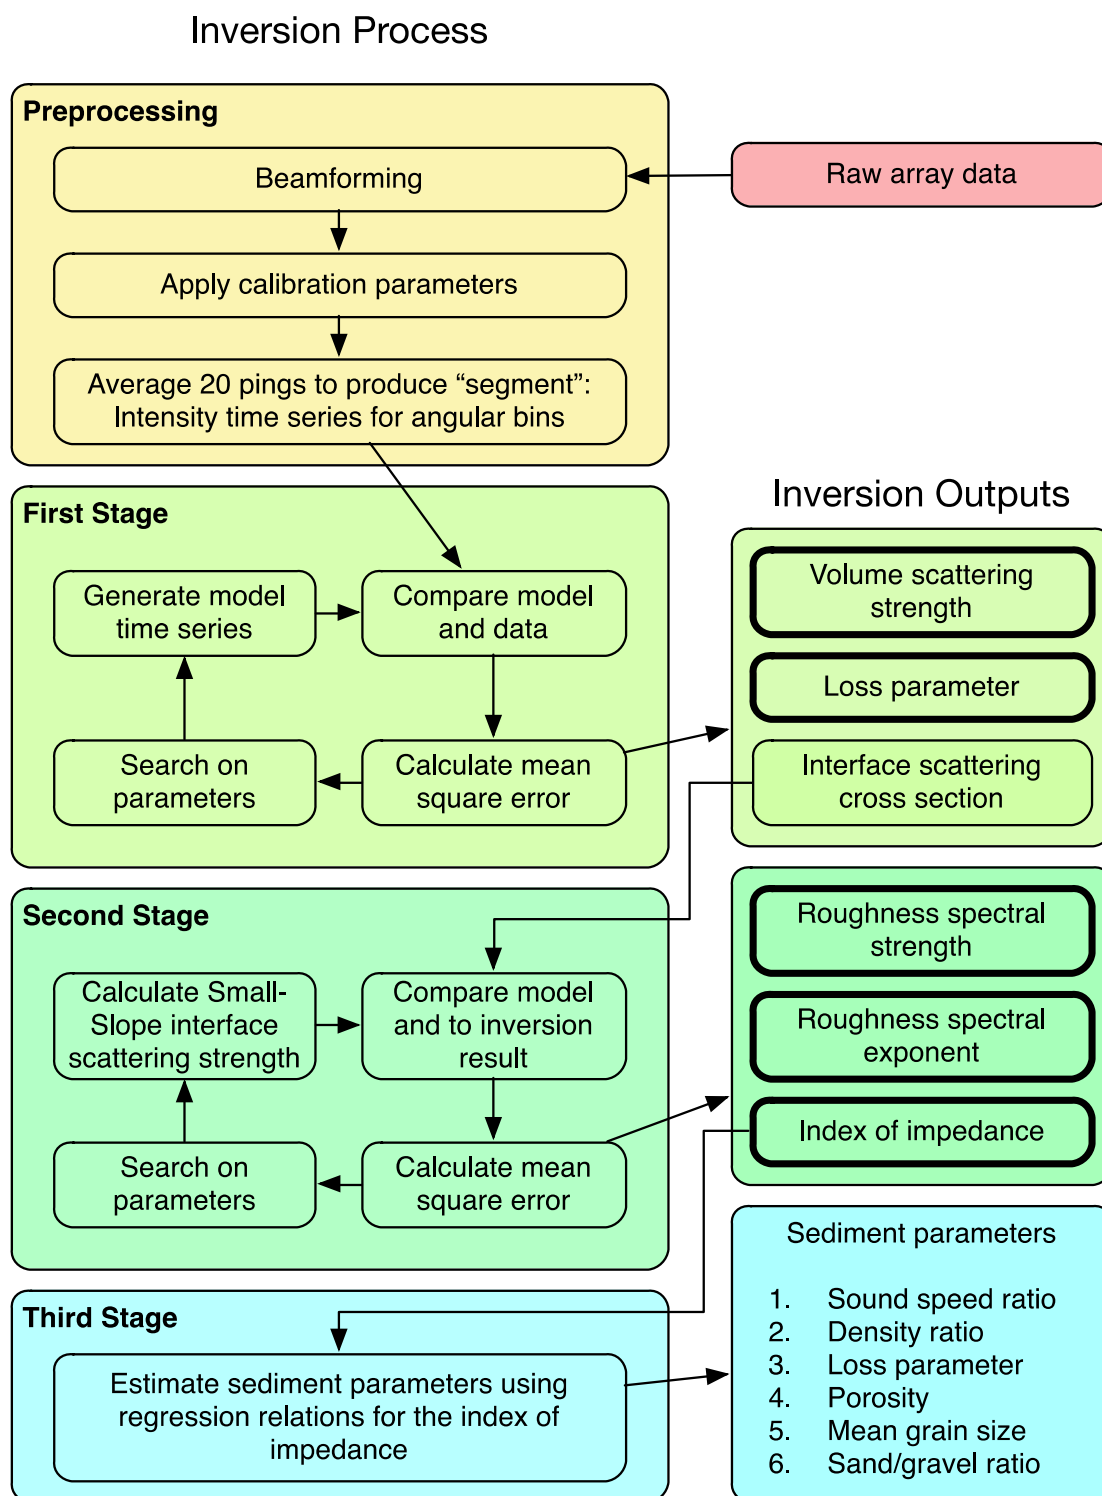 Inversion Process
Preprocessing
Beamforming
Raw array data
Apply calibration parameters
Average 20 pings to produce “segment”:
Intensity time series for angular bins
First Stage
Generate model
time series
Compare model
and data
Search on
parameters
Calculate mean
square error
Inversion Outputs
Volume scattering
strength
Loss parameter
Interface scattering
cross section
Second Stage
Calculate Small-
Slope interface
scattering strength
Compare model
and to inversion
result
Search on
parameters
Calculate mean
square error
Roughness spectral
strength
Roughness spectral
exponent
Index of impedance
Third Stage
Estimate sediment parameters using
regression relations for the index of
impedance
Sediment parameters
1. Sound speed ratio
2. Density ratio
3. Loss parameter
4. Porosity
5. Mean grain size
6. Sand/gravel ratio